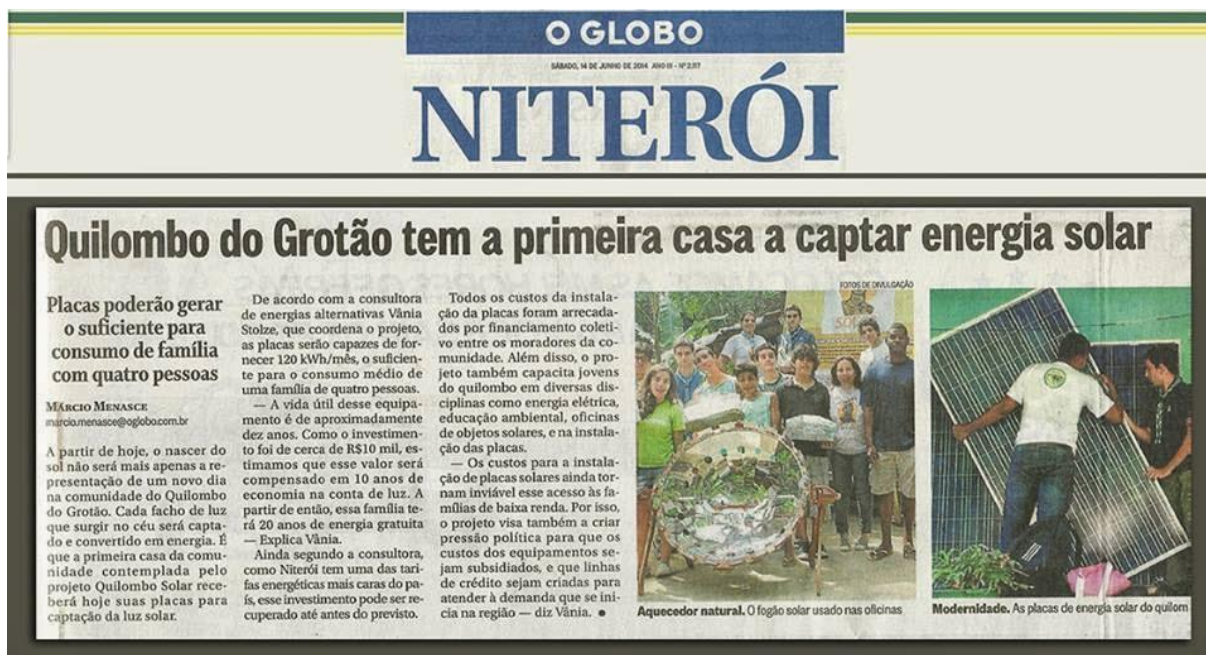 O GLOBO
SÁBADO, 14 DE JUNHO DE 2014 ANO III - Nº 2.117
NITERÓI
Quilombo do Grotão tem a primeira casa a captar energia solar
Placas poderão gerar
o suficiente para
consumo de família
com quatro pessoas
MÁRCIO MENASCE
marcio.menasce@oglobo.com.br
A partir de hoje, o nascer do
sol não será mais apenas a re-
presentação de um novo dia
na comunidade do Quilombo
do Grotão. Cada facho de luz
que surgir no céu será capta-
do e convertido em energia. É
que a primeira casa da comu-
nidade contemplada pelo
projeto Quilombo Solar rece-
berá hoje suas placas para
captação da luz solar.
De acordo com a consultora
de energias alternativas Vânia
Stolze, que coordena o projeto,
as placas serão capazes de for-
necer 120 kWh/mês, o suficien-
te para o consumo médio de
uma família de quatro pessoas.
— A vida útil desse equipa-
mento é de aproximadamente
dez anos. Como o investimen-
to foi de cerca de R$10 mil, es-
timamos que esse valor será
compensado em 10 anos de
economia na conta de luz. A
partir de então, essa família te-
rá 20 anos de energia gratuita
— Explica Vânia.
Ainda segundo a consultora,
como Niterói tem uma das tari-
fas energéticas mais caras do pa-
ís, esse investimento pode ser re-
cuperado até antes do previsto.
Todos os custos da instala-
ção da placas foram arrecada-
dos por financiamento coleti-
vo entre os moradores da co-
munidade. Além disso, o pro-
jeto também capacita jovens
do quilombo em diversas dis-
ciplinas como energia elétrica,
educação ambiental, oficinas
de objetos solares, e na instala-
ção das placas.
— Os custos para a instala-
ção de placas solares ainda tor-
nam inviável esse acesso às fa-
mílias de baixa renda. Por isso,
o projeto visa também a criar
pressão política para que os
custos dos equipamentos se-
jam subsidiados, e que linhas
de crédito sejam criadas para
atender à demanda que se ini-
cia na região — diz Vânia. ●
FOTOS DE DIVULGAÇÃO
Aquecedor natural. O fogão solar usado nas oficinas
Modernidade. As placas de energia solar do quilom